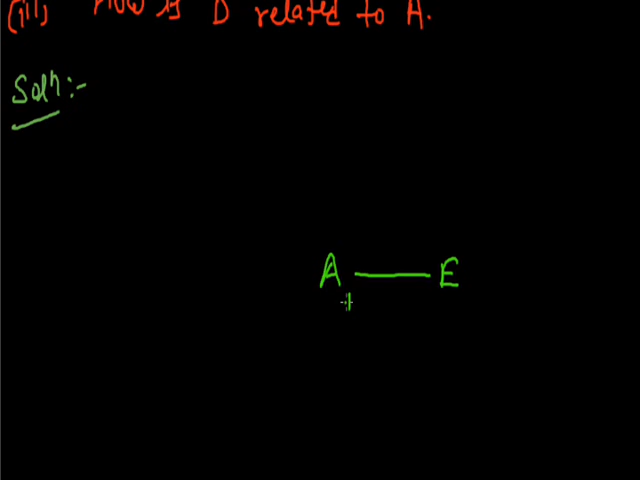 (iii) How is D related to A.
Solⁿ:-
A — E